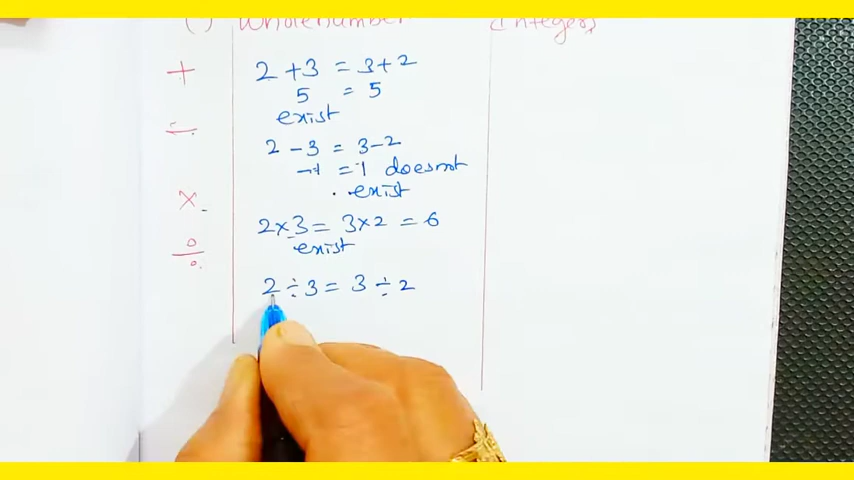 () Wholenumber Integers
+ 2 + 3 = 3 + 2
5 = 5
exist
- 2 - 3 = 3 - 2
-1 = 1 doesnot
exist
× 2 × 3 = 3 × 2 = 6
exist
÷ 2 ÷ 3 = 3 ÷ 2